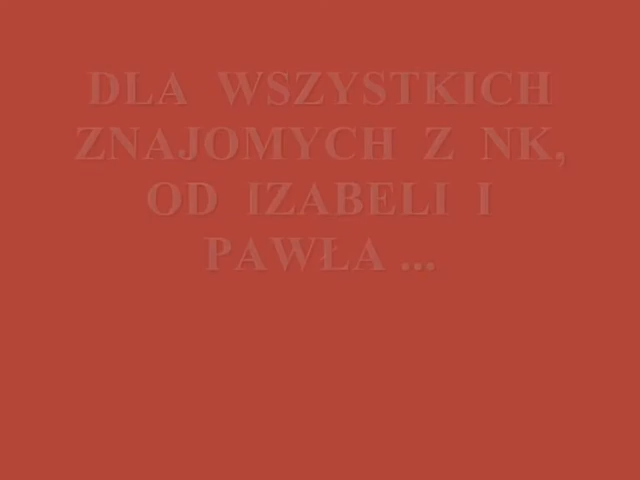 DLA WSZYSTKICH
ZNAJOMYCH Z NK,
OD IZABELI I
PAWŁA ...